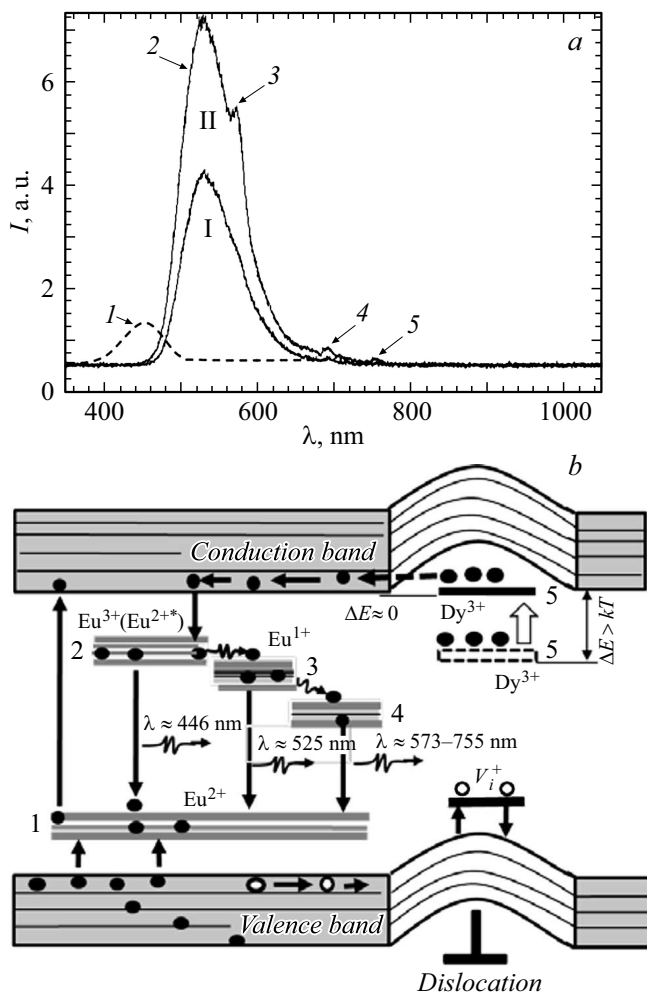 a
2
3
II
I
1
4
5
I, a. u.
6
4
2
0
400
600
800
1000
λ, nm
b
Conduction band
ΔE ≈ 0
Dy³⁺
5
Eu³⁺(Eu²⁺*)
Eu¹⁺
2
3
5
Dy³⁺
ΔE > kT
4
λ ≈ 446 nm
λ ≈ 525 nm
λ ≈ 573–755 nm
Eu²⁺
1
Vᵢ⁺
Valence band
Dislocation